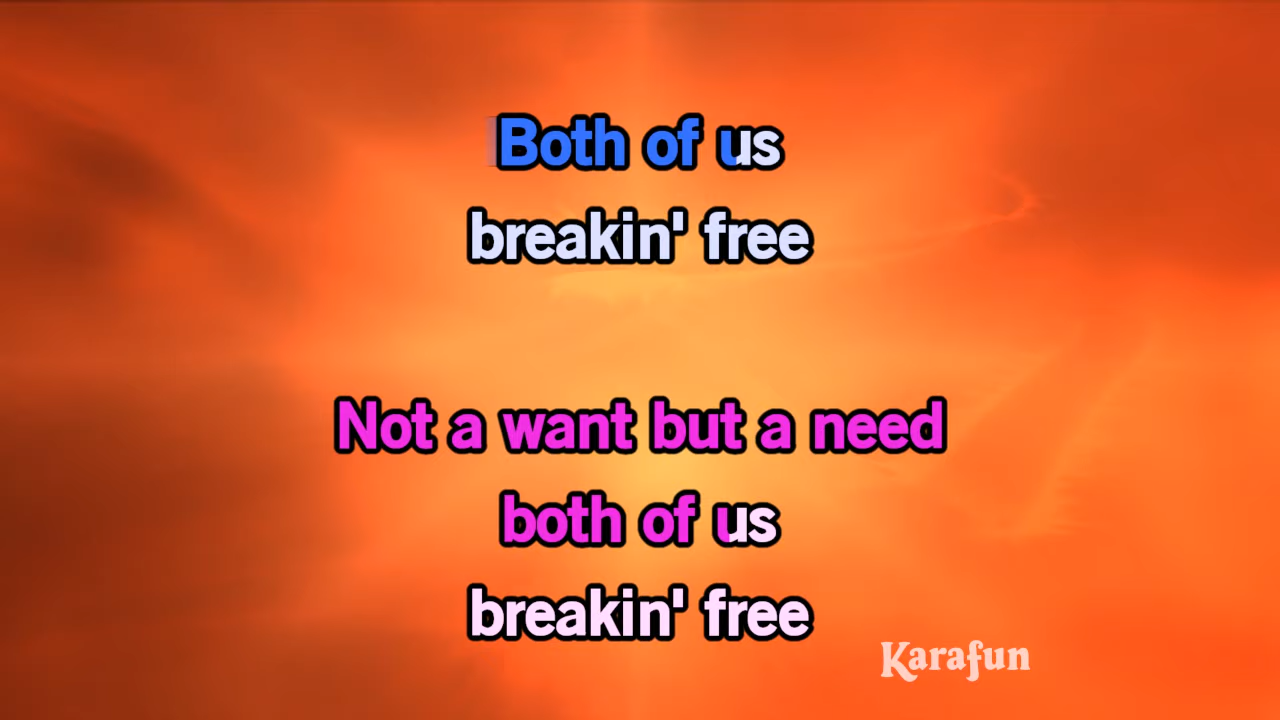 Both of us
breakin' free
Not a want but a need
both of us
breakin' free
Karafun